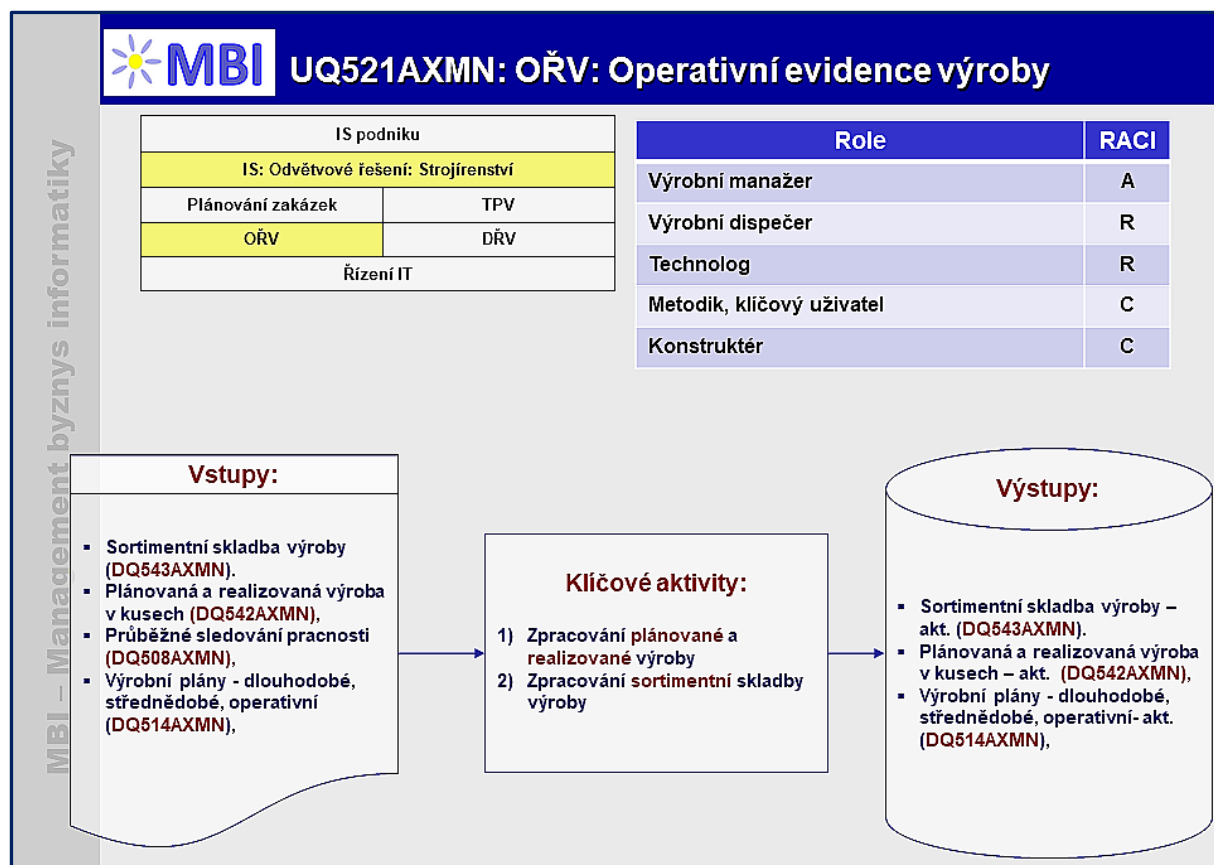 MBI
UQ521AXMN: OŘV: Operativní evidence výroby
MBI – Management byznys informatiky
IS podniku
IS: Odvětvové řešení: Strojírenství
Plánování zakázek
TPV
OŘV
DŘV
Řízení IT
Role RACI
Výrobní manažer A
Výrobní dispečer R
Technolog R
Metodik, klíčový uživatel C
Konstruktér C
Vstupy:
▪ Sortimentní skladba výroby
(DQ543AXMN).
▪ Plánovaná a realizovaná výroba
v kusech (DQ542AXMN),
▪ Průběžné sledování pracnosti
(DQ508AXMN),
▪ Výrobní plány - dlouhodobé,
střednědobé, operativní
(DQ514AXMN),
Klíčové aktivity:
1) Zpracování plánované a
realizované výroby
2) Zpracování sortimentní skladby
výroby
Výstupy:
▪ Sortimentní skladba výroby –
akt. (DQ543AXMN).
▪ Plánovaná a realizovaná výroba
v kusech – akt. (DQ542AXMN),
▪ Výrobní plány - dlouhodobé,
střednědobé, operativní- akt.
(DQ514AXMN),